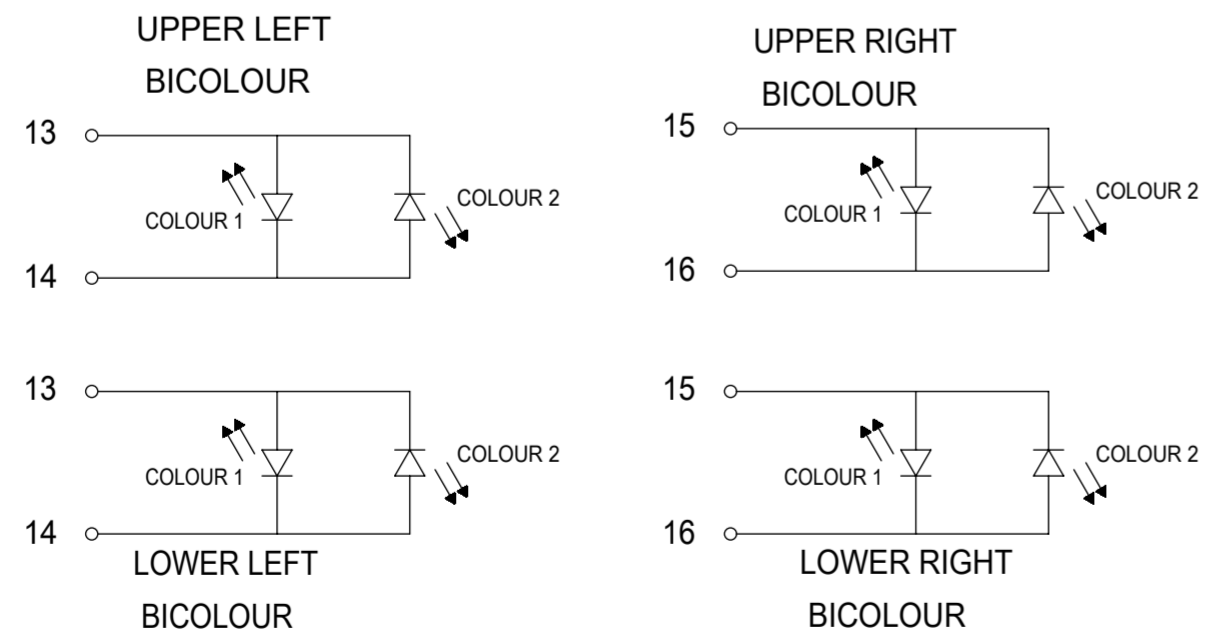 UPPER LEFT
BICOLOUR
13
COLOUR 1
COLOUR 2
14
UPPER RIGHT
BICOLOUR
15
COLOUR 1
COLOUR 2
16
13
COLOUR 1
COLOUR 2
14
LOWER LEFT
BICOLOUR
15
COLOUR 1
COLOUR 2
16
LOWER RIGHT
BICOLOUR